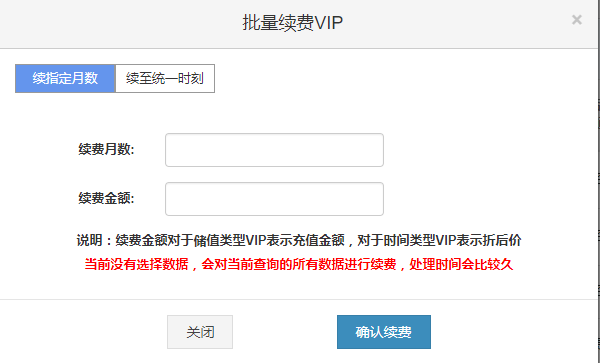 批量续费VIP
×
续指定月数 续至统一时刻
续费月数:
续费金额:
说明：续费金额对于储值类型VIP表示充值金额，对于时间类型VIP表示折后价
当前没有选择数据，会对当前查询的所有数据进行续费，处理时间会比较久
关闭 确认续费